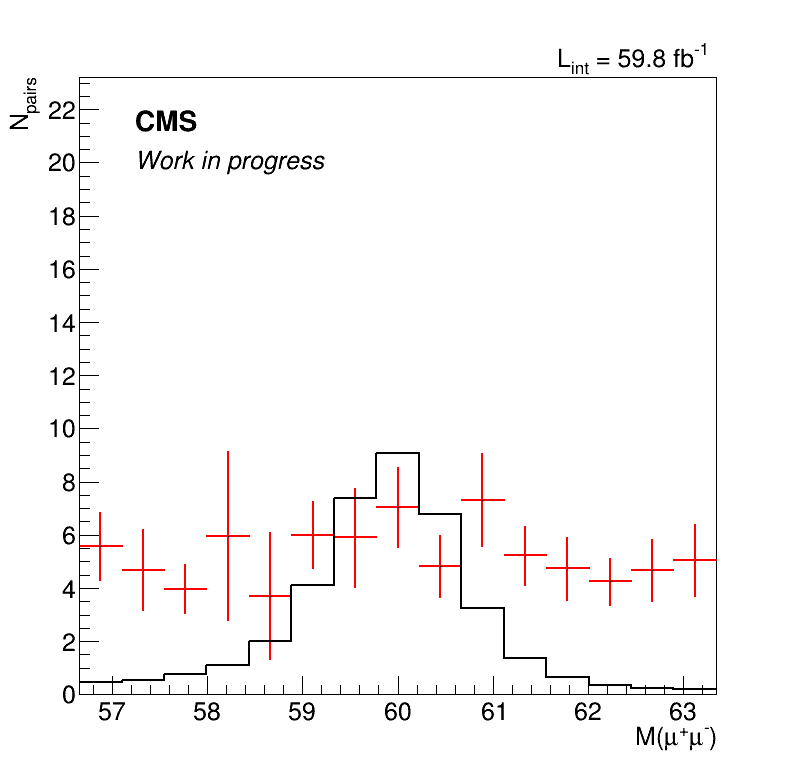 L_int = 59.8 fb^-1
N_pairs
CMS
Work in progress
22
20
18
16
14
12
10
8
6
4
2
0
57 58 59 60 61 62 63
M(μ⁺μ⁻)